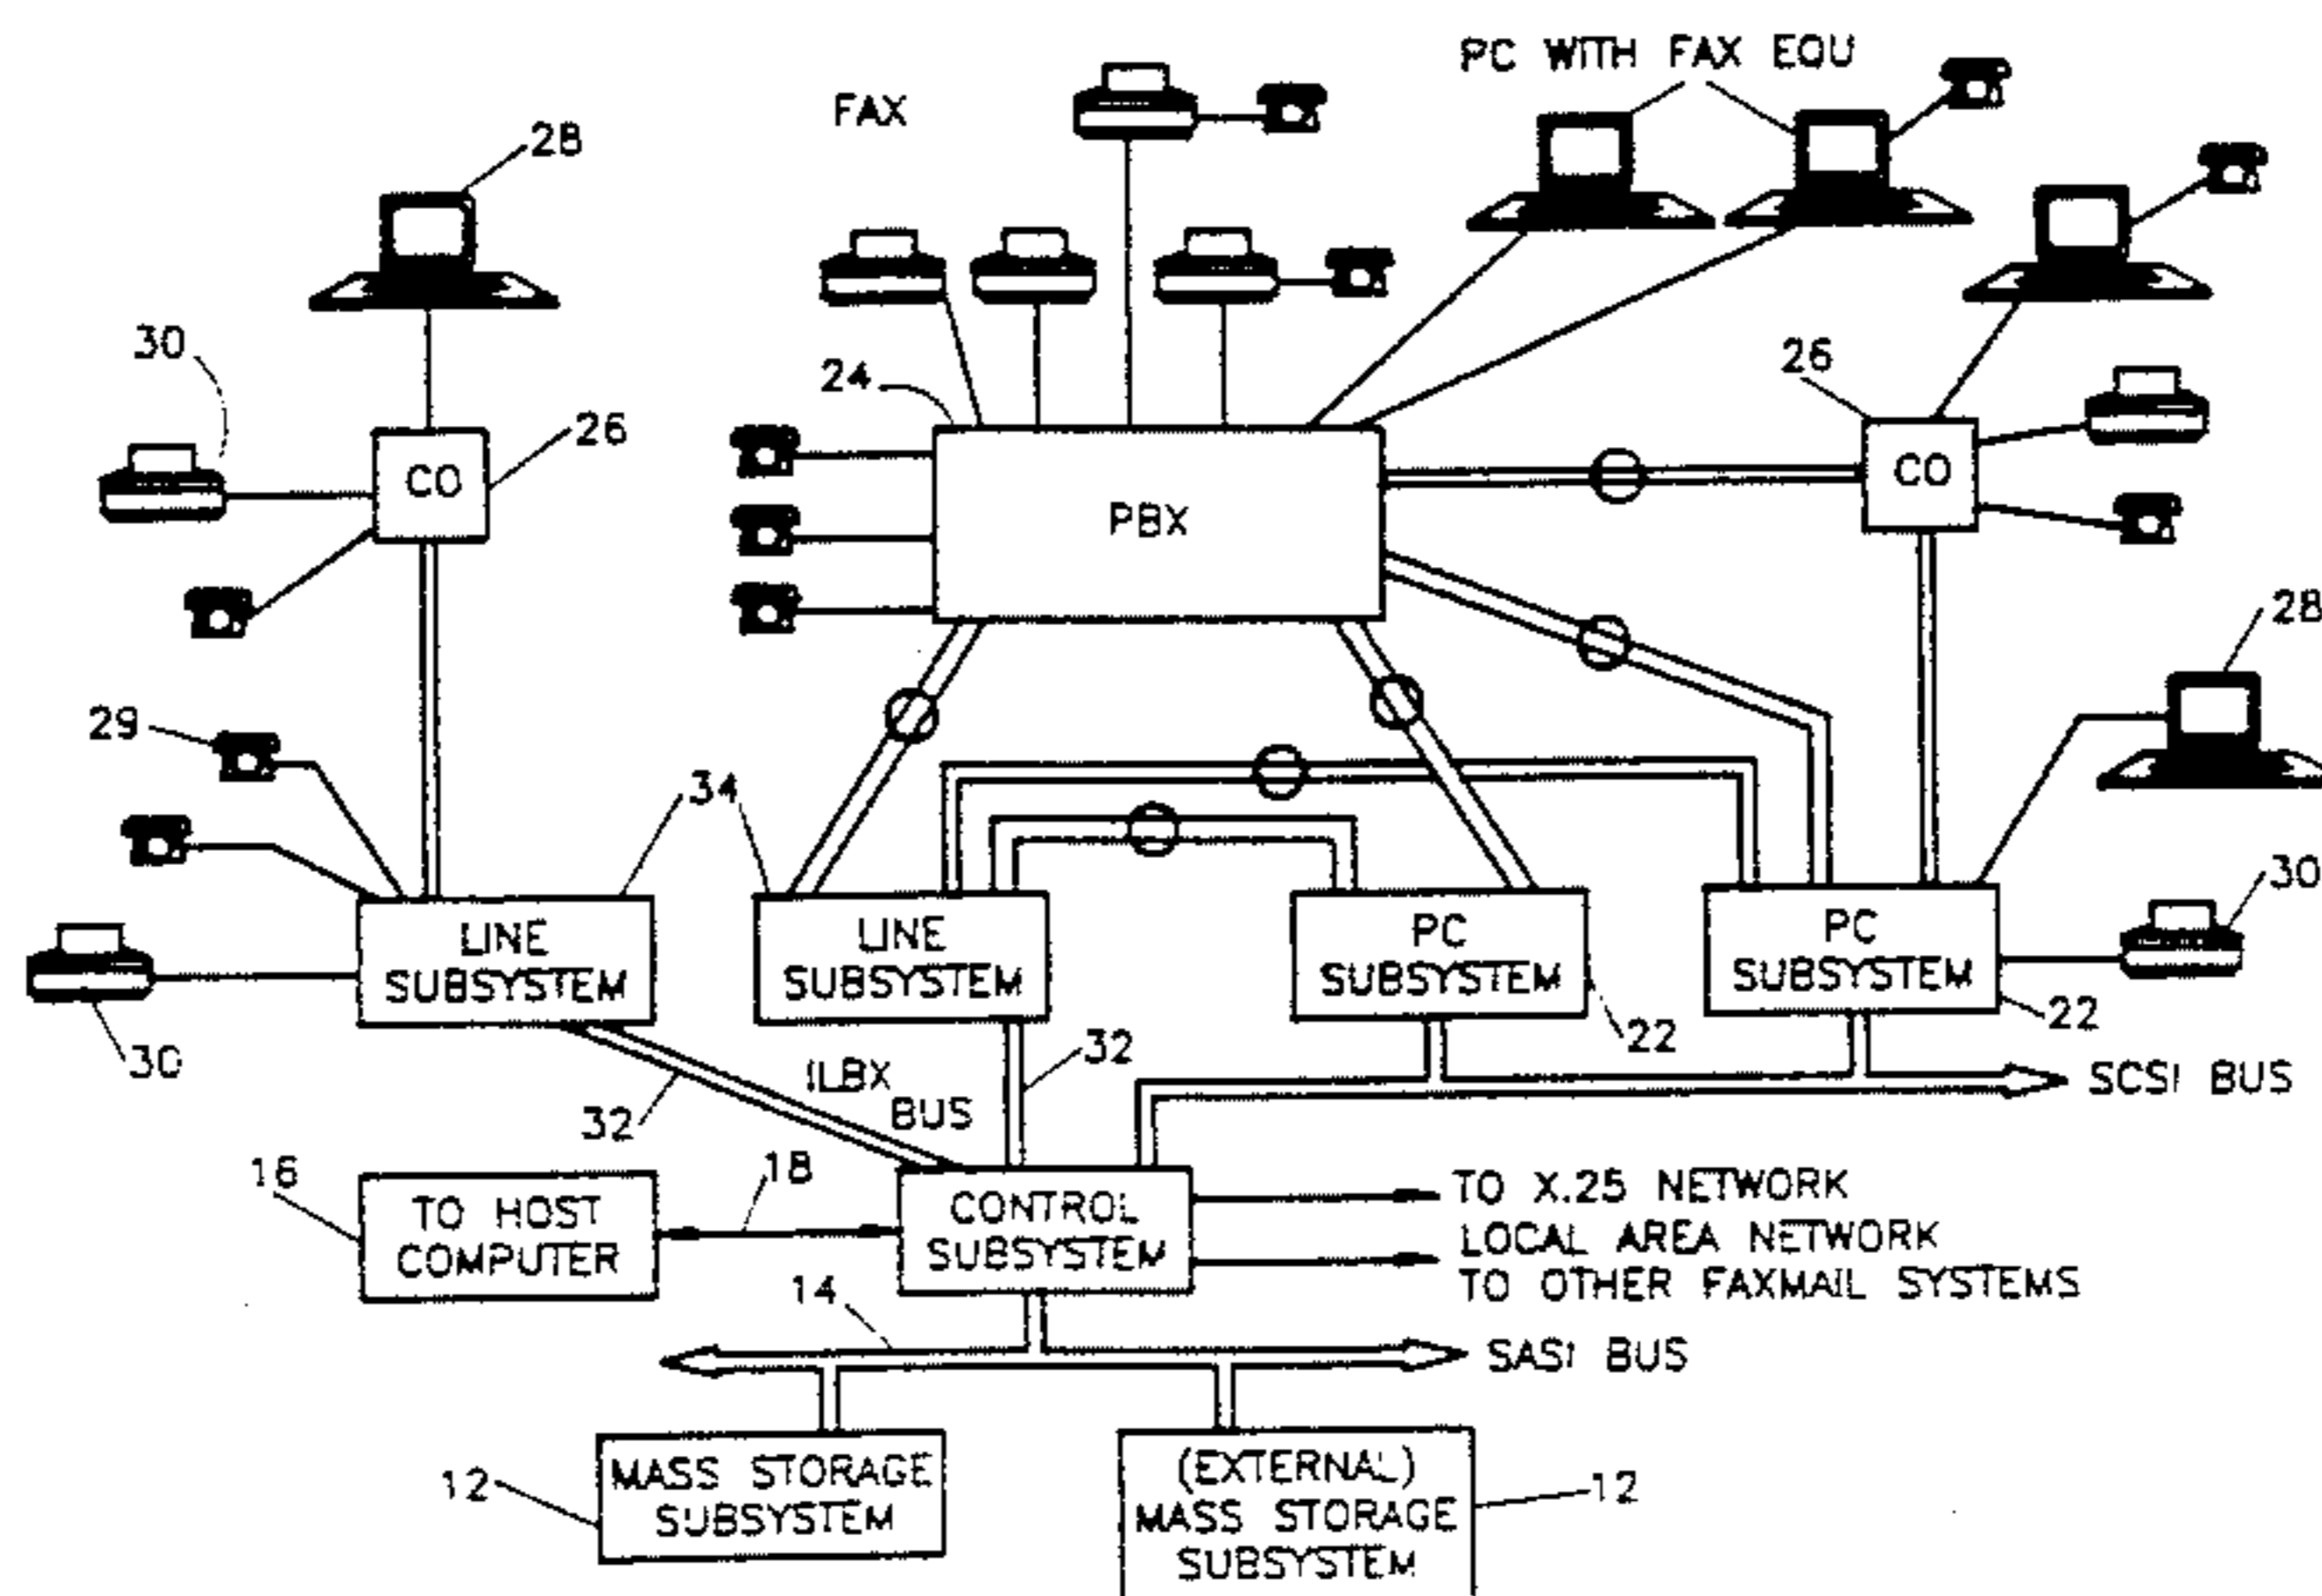 PC WITH FAX EQU
FAX
28
30
24
26
26
CO
PBX
CO
28
29
34
30
LINE
SUBSYSTEM
LINE
SUBSYSTEM
PC
SUBSYSTEM
PC
SUBSYSTEM
22
22
30
32
32
ILBX
BUS
SCSI BUS
16
18
TO HOST
COMPUTER
CONTROL
SUBSYSTEM
TO X.25 NETWORK
LOCAL AREA NETWORK
TO OTHER FAXMAIL SYSTEMS
14
SASI BUS
12
MASS STORAGE
SUBSYSTEM
(EXTERNAL)
MASS STORAGE
SUBSYSTEM
12